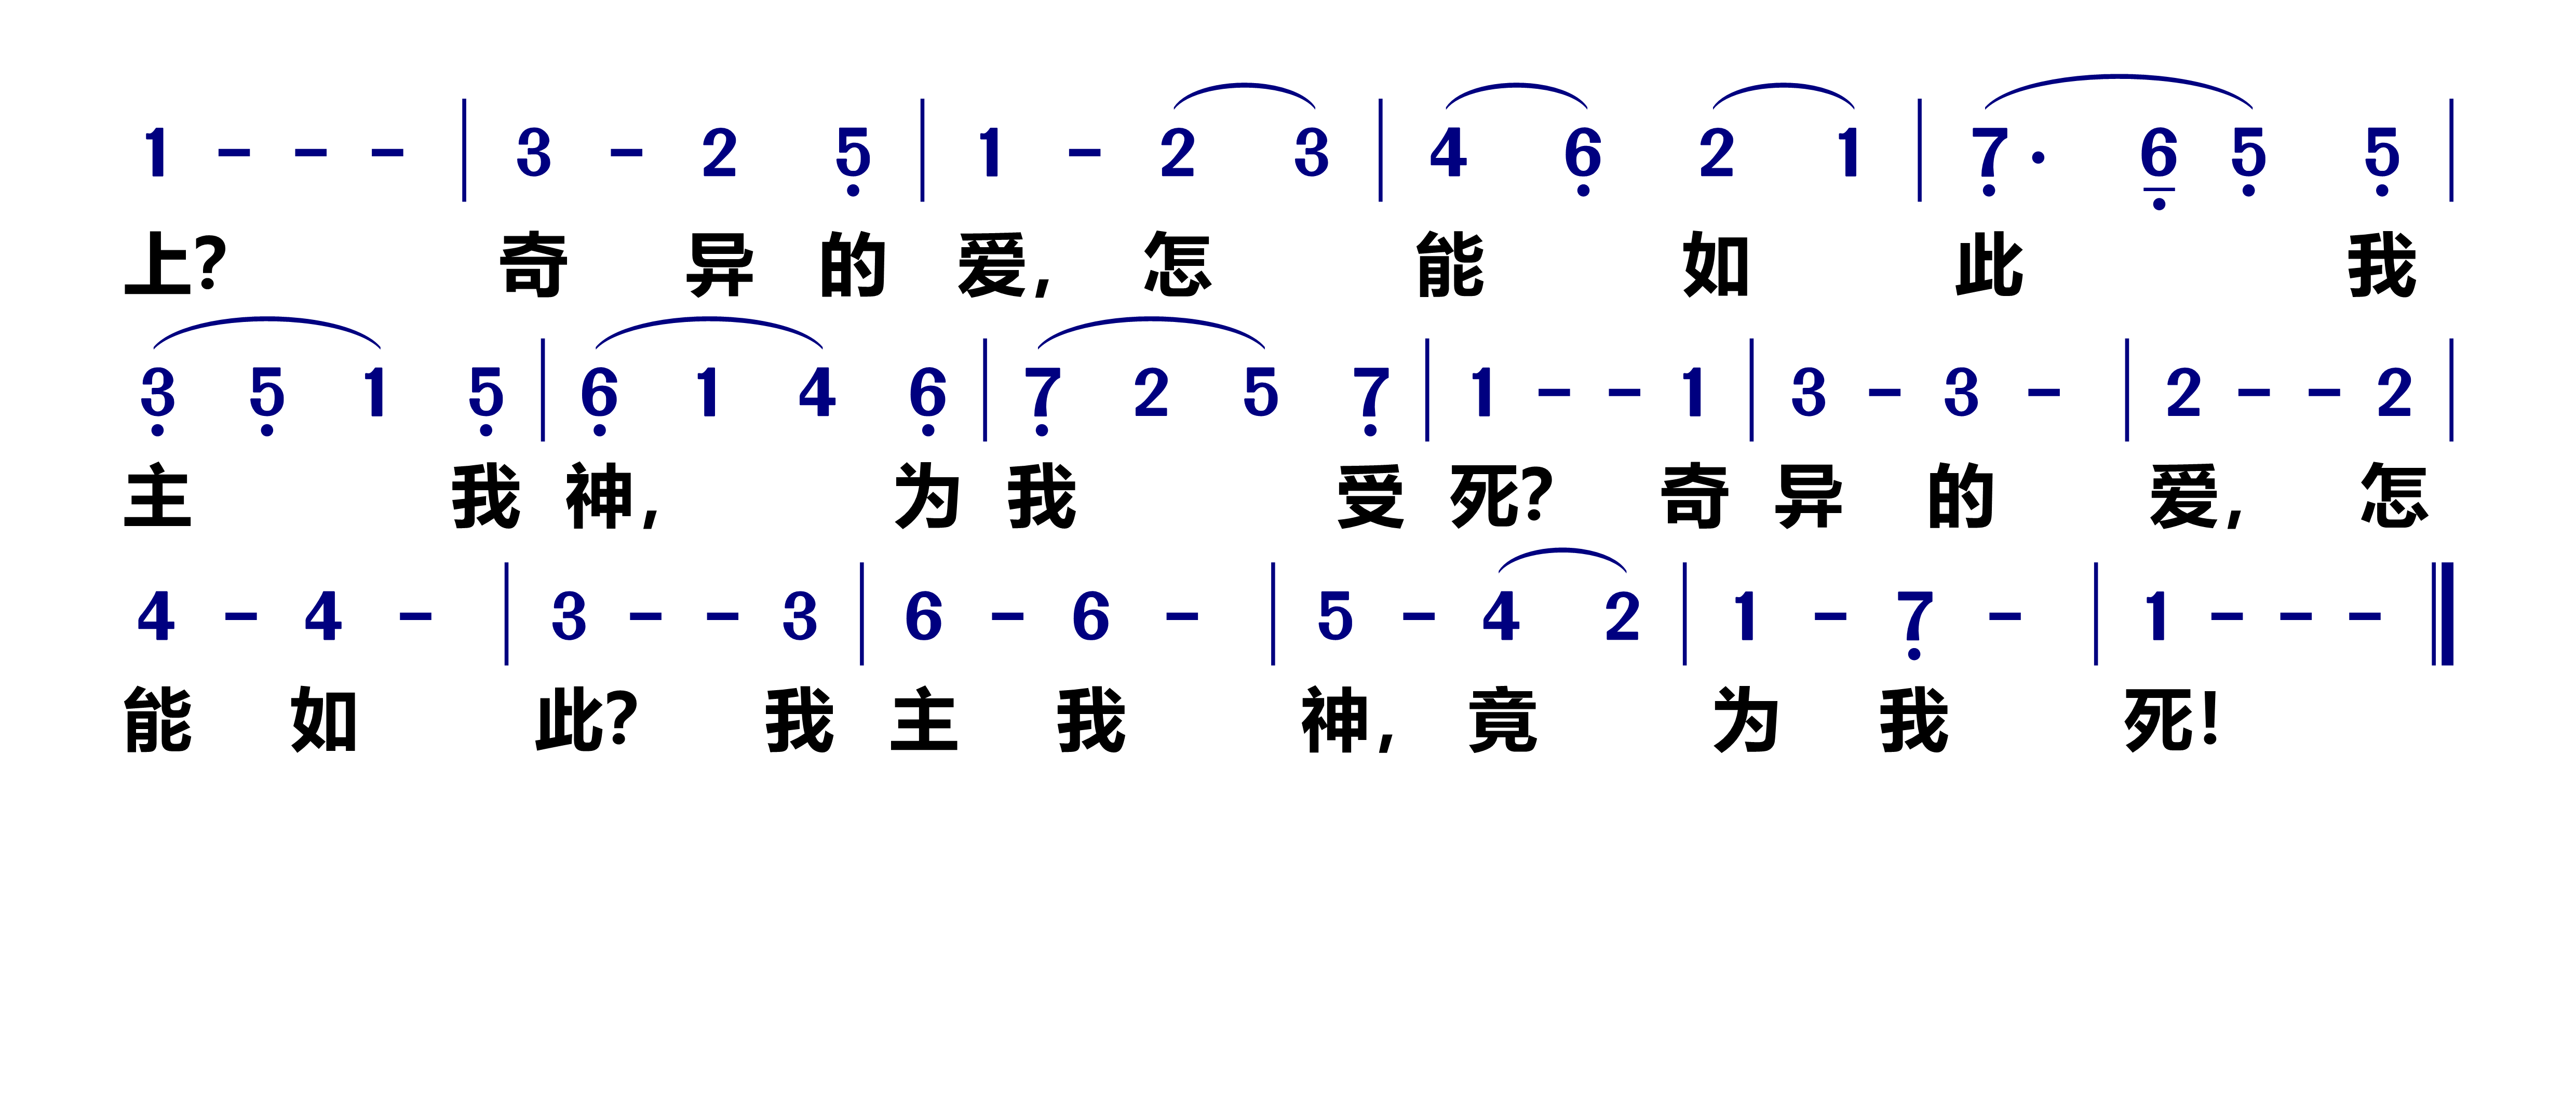 1 - - - | 3 - 2 5̣ | 1 - 2 3 | 4 6̣ 2 1 | 7̣· 6̣ 5̣ 5̣ |
上? 奇 异 的 爱, 怎 能 如 此 我
3̣ 5̣ 1 5̣ | 6̣ 1 4 6̣ | 7̣ 2 5 7̣ | 1 - - 1 | 3 - 3 - | 2 - - 2 |
主 我 神, 为 我 受 死? 奇 异 的 爱, 怎
4 - 4 - | 3 - - 3 | 6 - 6 - | 5 - 4 2 | 1 - 7̣ - | 1 - - - ‖
能 如 此? 我 主 我 神, 竟 为 我 死!